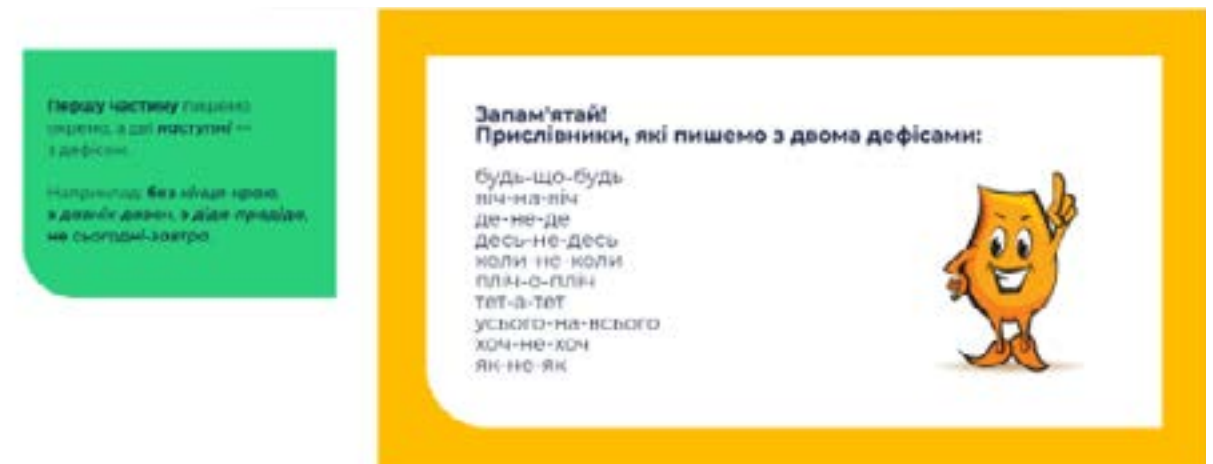 Першу частину пишемо
окремо, а дві наступні —
з дефісом.
Наприклад: без кінця-краю,
з давніх-давен, з діда-прадіда,
не сьогодні-завтра.
Запам'ятай!
Прислівники, які пишемо з двома дефісами:
будь-що-будь
віч-на-віч
де-не-де
десь-не-десь
коли-не-коли
пліч-о-пліч
тет-а-тет
усього-на-всього
хоч-не-хоч
як-не-як